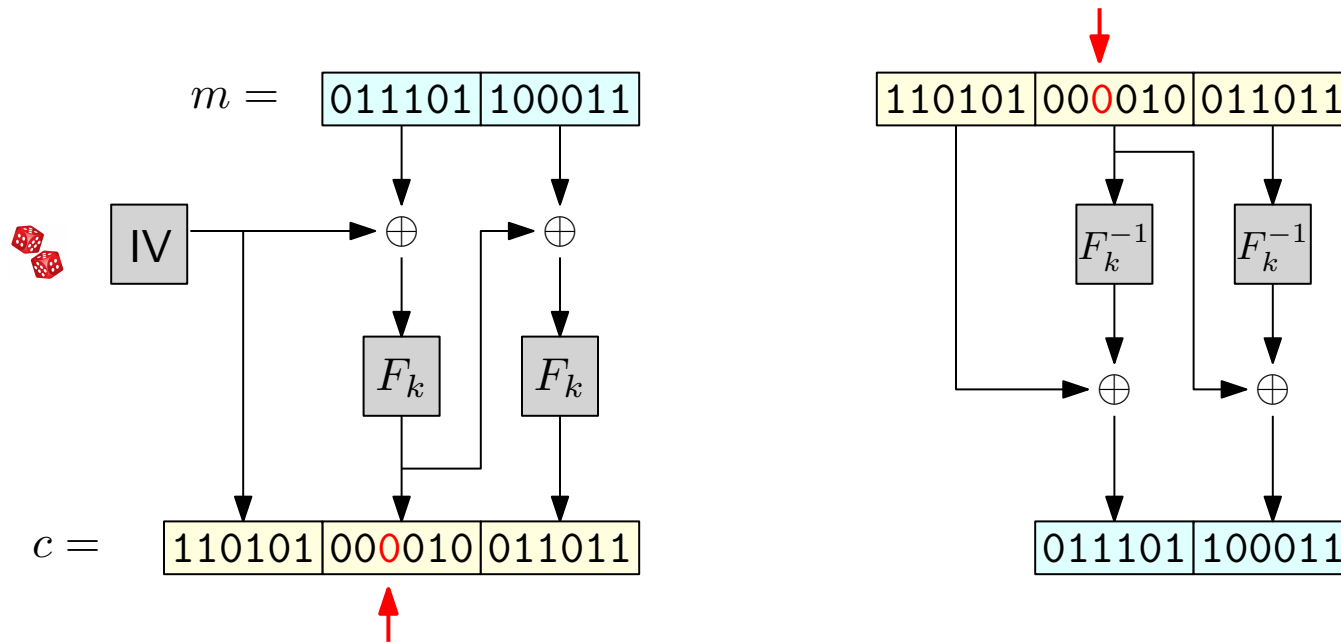 m = 011101 100011
IV
F_k F_k
c = 110101 000010 011011
110101 000010 011011
F_k^{-1} F_k^{-1}
011101 100011